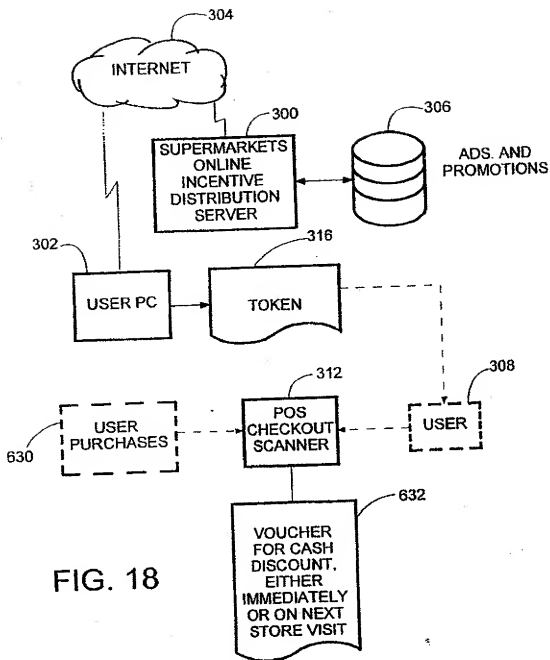 304
INTERNET
300
306
SUPERMARKETS
ONLINE
INCENTIVE
DISTRIBUTION
SERVER
ADS. AND
PROMOTIONS
302
316
USER PC
TOKEN
312
308
USER
PURCHASES
POS
CHECKOUT
SCANNER
USER
630
632
VOUCHER
FOR CASH
DISCOUNT,
EITHER
IMMEDIATELY
OR ON NEXT
STORE VISIT
FIG. 18